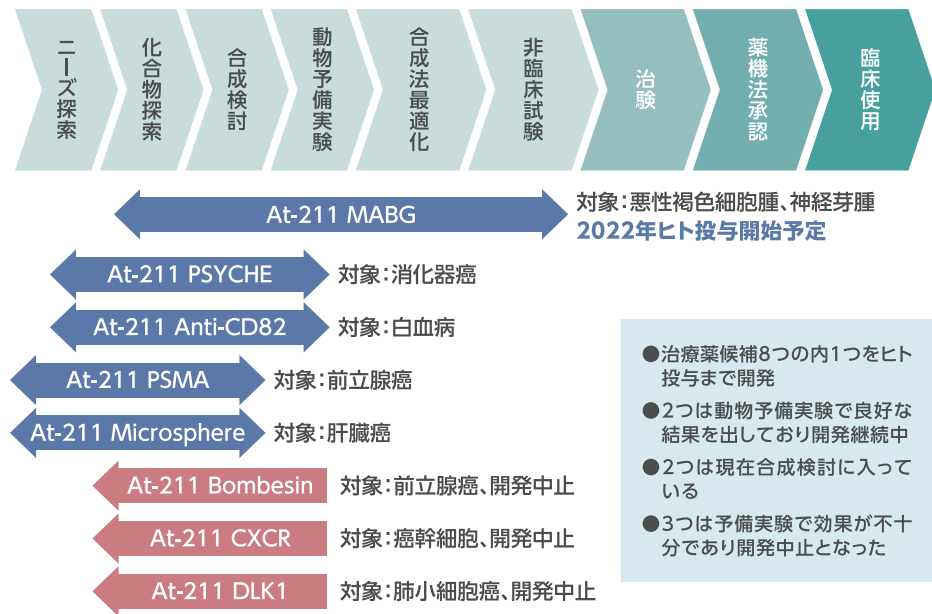 ニーズ探索
化合物探索
合成検討
動物予備実験
合成法最適化
非臨床試験
治験
薬機法承認
臨床使用
At-211 MABG
対象：悪性褐色細胞腫、神経芽腫
2022年ヒト投与開始予定
At-211 PSYCHE
対象：消化器癌
At-211 Anti-CD82
対象：白血病
At-211 PSMA
対象：前立腺癌
At-211 Microsphere
対象：肝臓癌
At-211 Bombesin
対象：前立腺癌、開発中止
At-211 CXCR
対象：癌幹細胞、開発中止
At-211 DLK1
対象：肺小細胞癌、開発中止
●治療薬候補8つの内1つをヒト
投与まで開発
●2つは動物予備実験で良好な
結果を出しており開発継続中
●2つは現在合成検討に入って
いる
●3つは予備実験で効果が不十
分であり開発中止となった